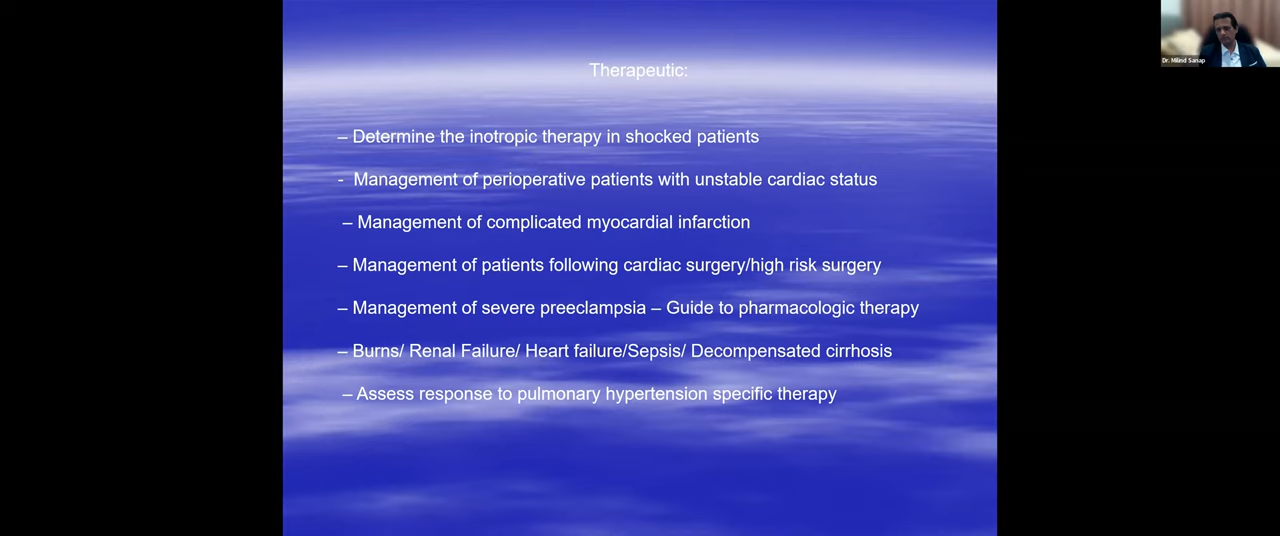 Therapeutic:
– Determine the inotropic therapy in shocked patients
- Management of perioperative patients with unstable cardiac status
– Management of complicated myocardial infarction
– Management of patients following cardiac surgery/high risk surgery
– Management of severe preeclampsia – Guide to pharmacologic therapy
– Burns/ Renal Failure/ Heart failure/Sepsis/ Decompensated cirrhosis
– Assess response to pulmonary hypertension specific therapy
Dr. Milind Sanap